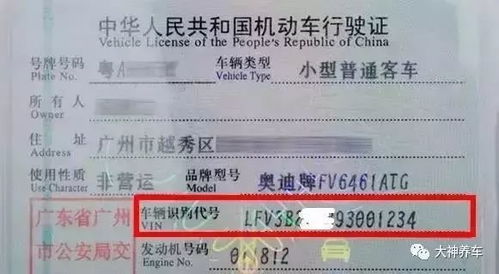 中华人民共和国机动车行驶证
Vehicle License of the People's Republic of China
号牌号码 粤A 车辆类型 小型普通客车
Plate No. Vehicle Type
所有人
Owner
住址 广州市越秀区
Address
使用性质 非营运 品牌型号 奥迪牌FV6461ATG
Use Character Model
广东省广州 车辆识别代号 LFV3B2 93001234
VIN
市公安局交 发动机号码 01 812
Engine No.
大神养车